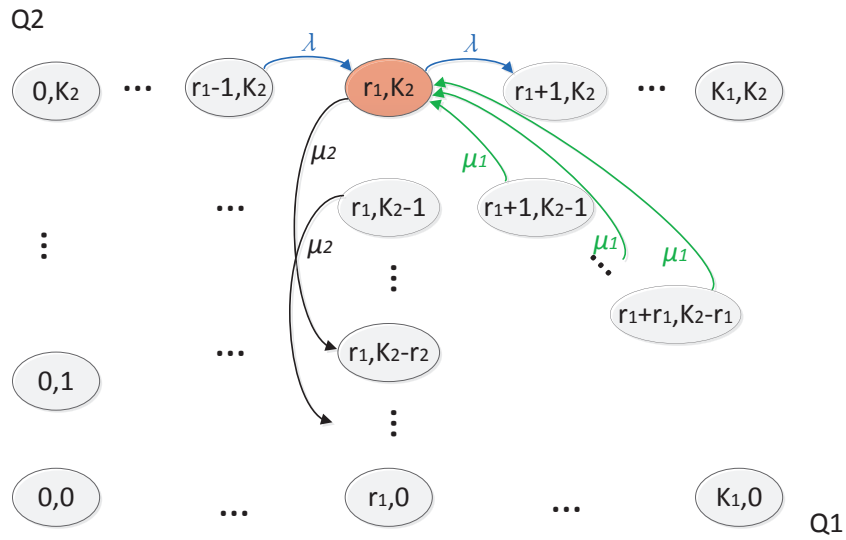 Q2
λ λ
0,K₂ ••• r₁-1,K₂ r₁,K₂ r₁+1,K₂ ••• K₁,K₂
μ₂ μ₁
••• r₁,K₂-1 r₁+1,K₂-1
μ₂ μ₁ μ₁
r₁+r₁,K₂-r₁
••• r₁,K₂-r₂
0,1
0,0 ••• r₁,0 ••• K₁,0
Q1